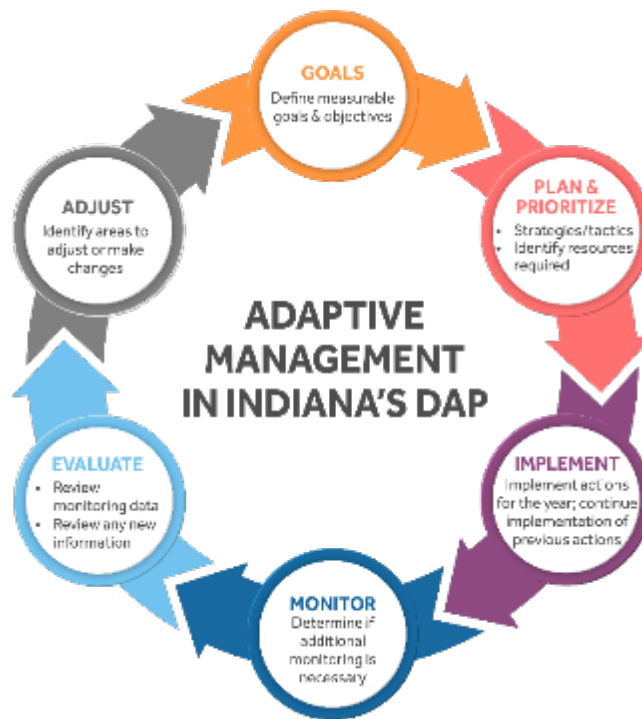 GOALS
Define measurable
goals & objectives
PLAN &
PRIORITIZE
• Strategies/tactics
• Identify resources
required
IMPLEMENT
Implement actions
for the year; continue
implementation of
previous actions
MONITOR
Determine if
additional
monitoring is
necessary
EVALUATE
• Review
monitoring data
• Review any new
information
ADJUST
Identify areas to
adjust or make
changes
ADAPTIVE
MANAGEMENT
IN INDIANA'S DAP